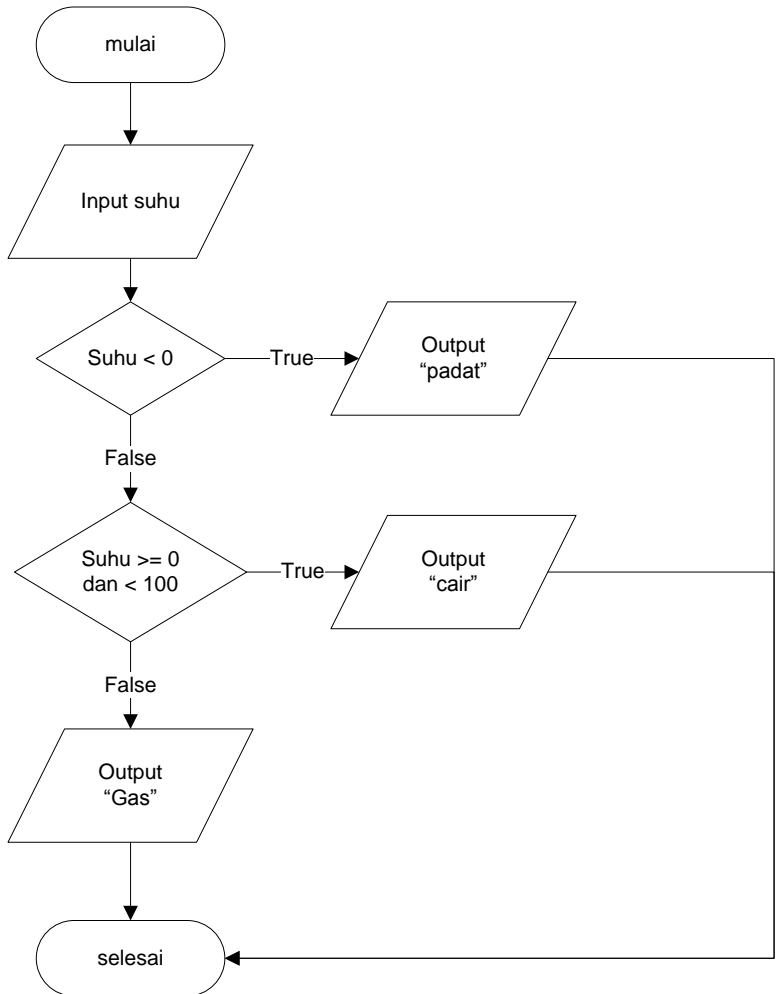 mulai
Input suhu
Suhu < 0
True
Output
“padat”
False
Suhu >= 0
dan < 100
True
Output
“cair”
False
Output
“Gas”
selesai